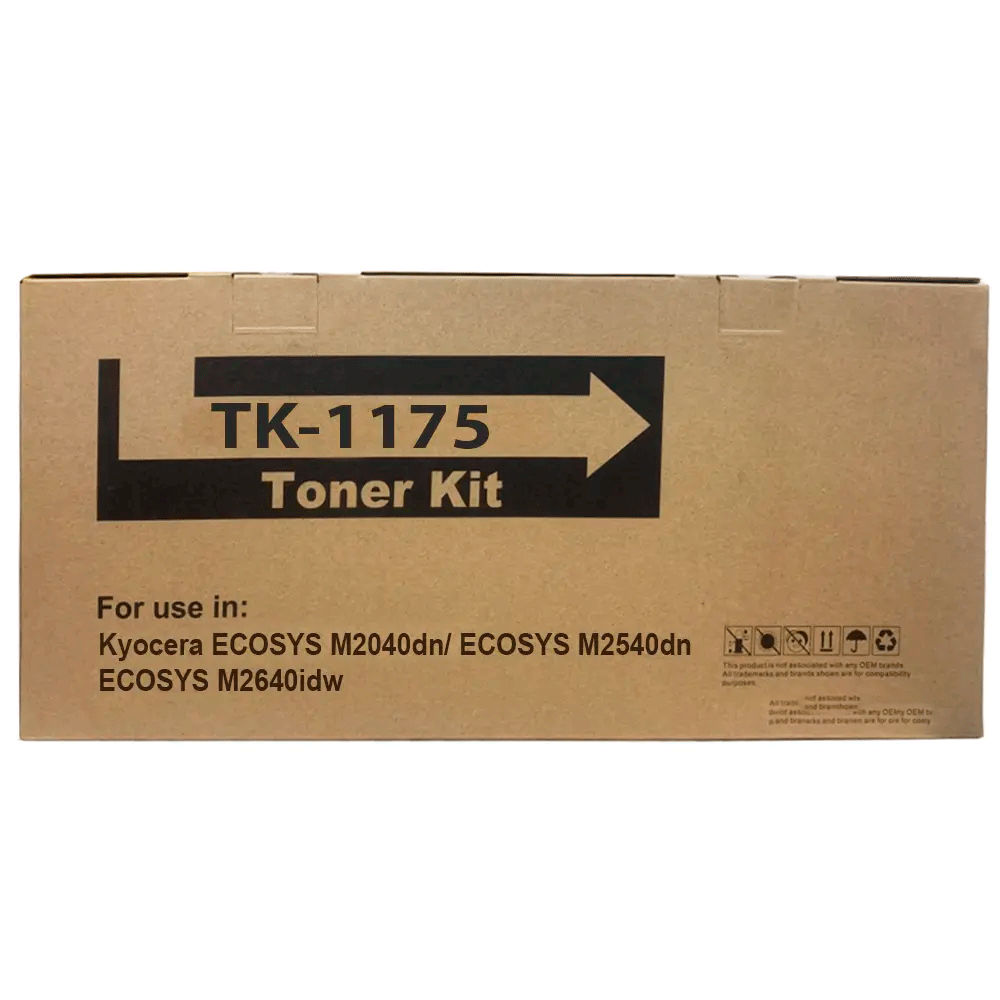 TK-1175
Toner Kit
For use in:
Kyocera ECOSYS M2040dn/ ECOSYS M2540dn
ECOSYS M2640idw
This product is not associated with any OEM brands
All trademarks and brands shown are for compatibility
purposes